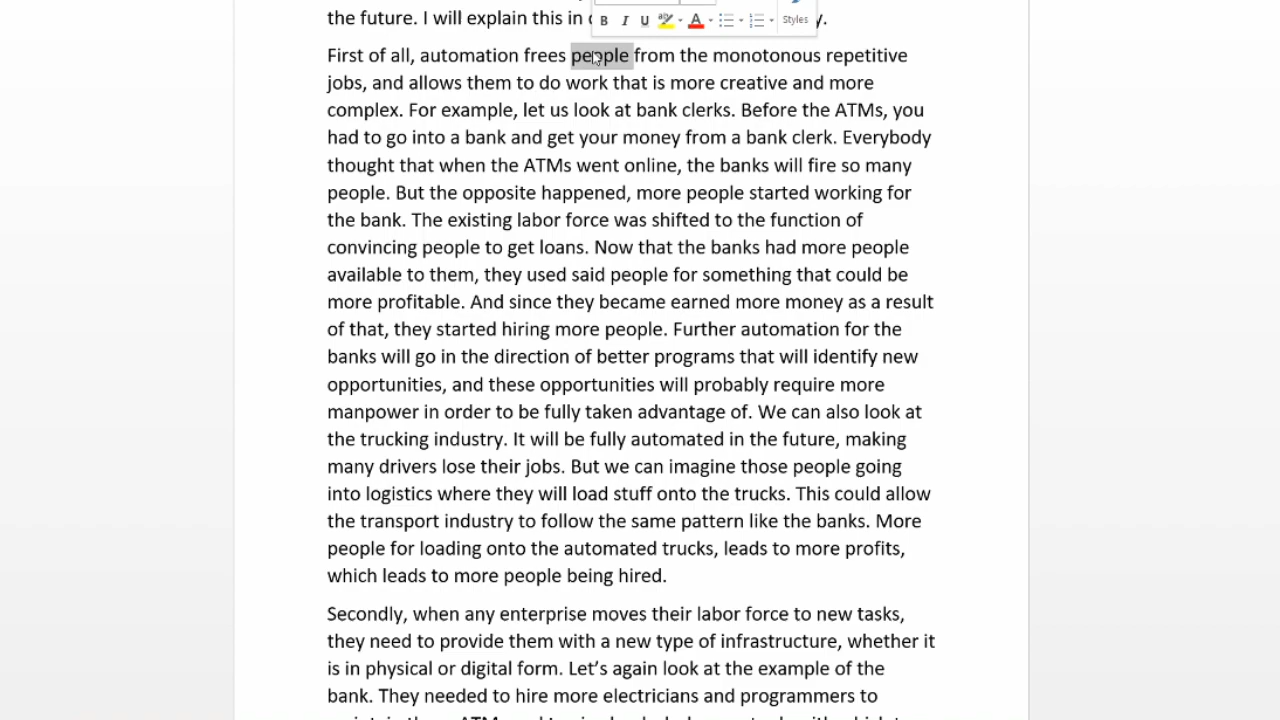 the future. I will explain this in
y.
B I U A Styles
First of all, automation frees people from the monotonous repetitive
jobs, and allows them to do work that is more creative and more
complex. For example, let us look at bank clerks. Before the ATMs, you
had to go into a bank and get your money from a bank clerk. Everybody
thought that when the ATMs went online, the banks will fire so many
people. But the opposite happened, more people started working for
the bank. The existing labor force was shifted to the function of
convincing people to get loans. Now that the banks had more people
available to them, they used said people for something that could be
more profitable. And since they became earned more money as a result
of that, they started hiring more people. Further automation for the
banks will go in the direction of better programs that will identify new
opportunities, and these opportunities will probably require more
manpower in order to be fully taken advantage of. We can also look at
the trucking industry. It will be fully automated in the future, making
many drivers lose their jobs. But we can imagine those people going
into logistics where they will load stuff onto the trucks. This could allow
the transport industry to follow the same pattern like the banks. More
people for loading onto the automated trucks, leads to more profits,
which leads to more people being hired.
Secondly, when any enterprise moves their labor force to new tasks,
they need to provide them with a new type of infrastructure, whether it
is in physical or digital form. Let’s again look at the example of the
bank. They needed to hire more electricians and programmers to